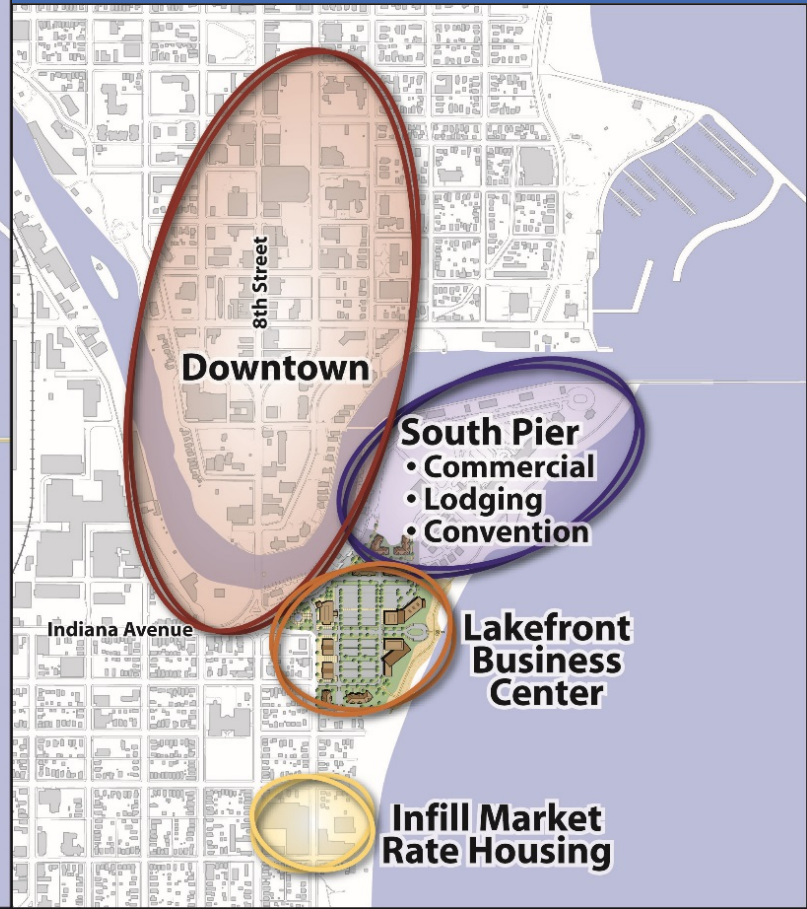 8th Street
Downtown
South Pier
• Commercial
• Lodging
• Convention
Indiana Avenue
Lakefront
Business
Center
Infill Market
Rate Housing